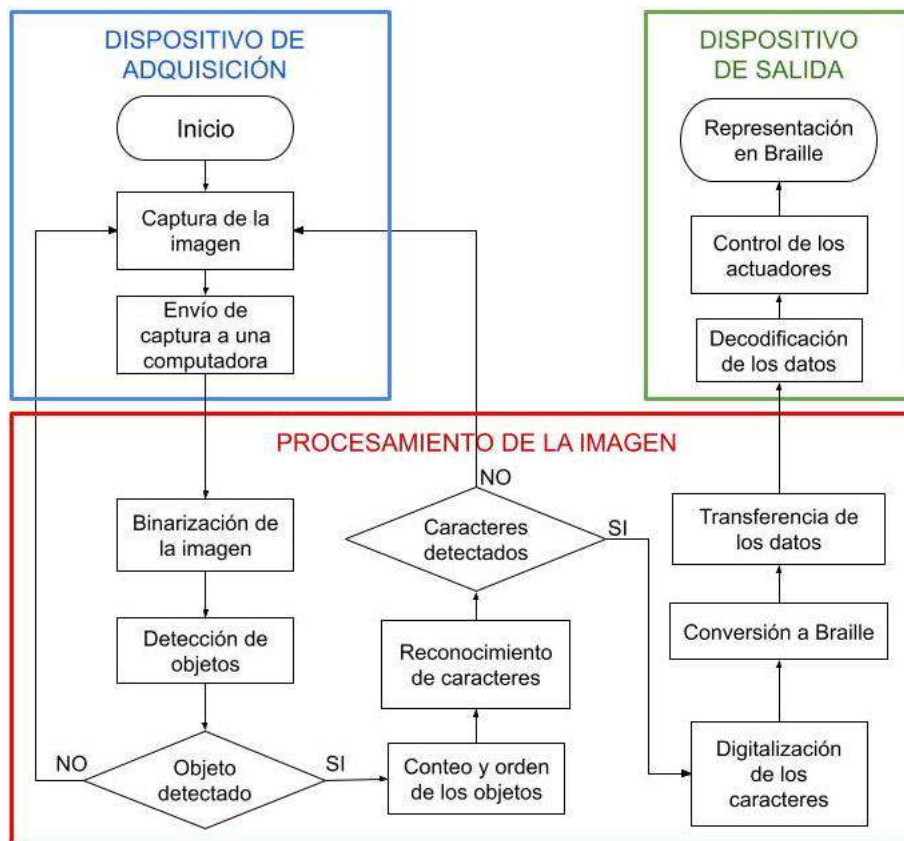 DISPOSITIVO DE
ADQUISICIÓN
Inicio
Captura de la
imagen
Envío de
captura a una
computadora
DISPOSITIVO
DE SALIDA
Representación
en Braille
Control de los
actuadores
Decodificación
de los datos
PROCESAMIENTO DE LA IMAGEN
Binarización de
la imagen
Detección de
objetos
NO
Objeto
detectado
SI
Conteo y orden
de los objetos
Reconocimiento
de caracteres
NO
Caracteres
detectados
SI
Digitalización
de los
caracteres
Conversión a Braille
Transferencia de
los datos